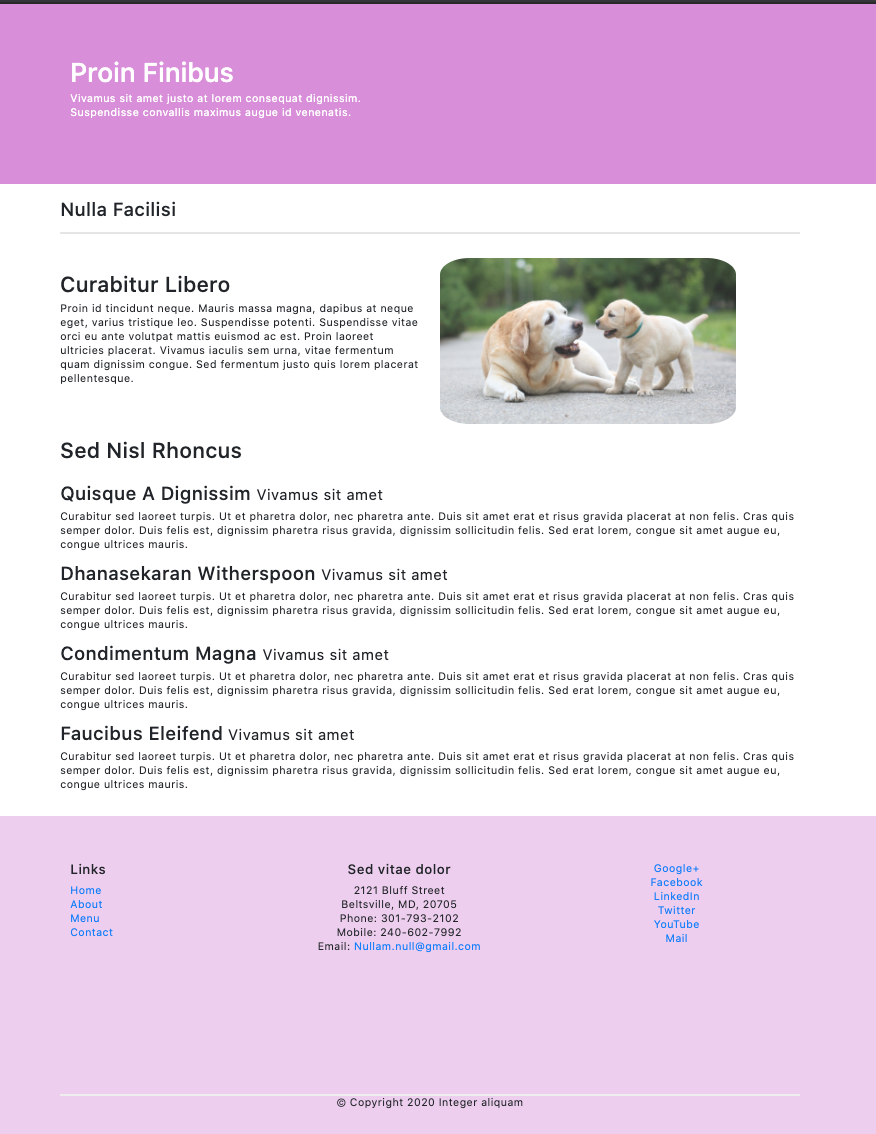 Proin Finibus
Vivamus sit amet justo at lorem consequat dignissim.
Suspendisse convallis maximus augue id venenatis.
Nulla Facilisi
Curabitur Libero
Proin id tincidunt neque. Mauris massa magna, dapibus at neque
eget, varius tristique leo. Suspendisse potenti. Suspendisse vitae
orci eu ante volutpat mattis euismod ac est. Proin laoreet
ultricies placerat. Vivamus iaculis sem urna, vitae fermentum
quam dignissim congue. Sed fermentum justo quis lorem placerat
pellentesque.
Sed Nisl Rhoncus
Quisque A Dignissim Vivamus sit amet
Curabitur sed laoreet turpis. Ut et pharetra dolor, nec pharetra ante. Duis sit amet erat et risus gravida placerat at non felis. Cras quis
semper dolor. Duis felis est, dignissim pharetra risus gravida, dignissim sollicitudin felis. Sed erat lorem, congue sit amet augue eu,
congue ultrices mauris.
Dhanasekaran Witherspoon Vivamus sit amet
Curabitur sed laoreet turpis. Ut et pharetra dolor, nec pharetra ante. Duis sit amet erat et risus gravida placerat at non felis. Cras quis
semper dolor. Duis felis est, dignissim pharetra risus gravida, dignissim sollicitudin felis. Sed erat lorem, congue sit amet augue eu,
congue ultrices mauris.
Condimentum Magna Vivamus sit amet
Curabitur sed laoreet turpis. Ut et pharetra dolor, nec pharetra ante. Duis sit amet erat et risus gravida placerat at non felis. Cras quis
semper dolor. Duis felis est, dignissim pharetra risus gravida, dignissim sollicitudin felis. Sed erat lorem, congue sit amet augue eu,
congue ultrices mauris.
Faucibus Eleifend Vivamus sit amet
Curabitur sed laoreet turpis. Ut et pharetra dolor, nec pharetra ante. Duis sit amet erat et risus gravida placerat at non felis. Cras quis
semper dolor. Duis felis est, dignissim pharetra risus gravida, dignissim sollicitudin felis. Sed erat lorem, congue sit amet augue eu,
congue ultrices mauris.
Links
Home
About
Menu
Contact
Sed vitae dolor
2121 Bluff Street
Beltsville, MD, 20705
Phone: 301-793-2102
Mobile: 240-602-7992
Email: Nullam.null@gmail.com
Google+
Facebook
LinkedIn
Twitter
YouTube
Mail
© Copyright 2020 Integer aliquam